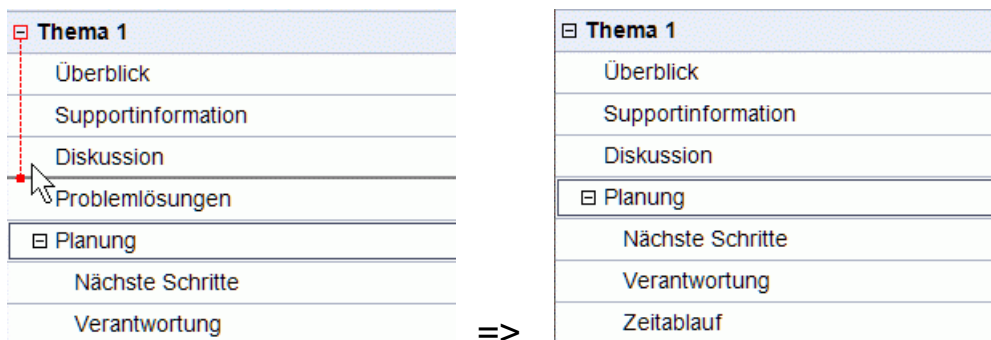 Thema 1
Überblick
Supportinformation
Diskussion
Problemlösungen
Planung
Nächste Schritte
Verantwortung
=>
Thema 1
Überblick
Supportinformation
Diskussion
Planung
Nächste Schritte
Verantwortung
Zeitablauf